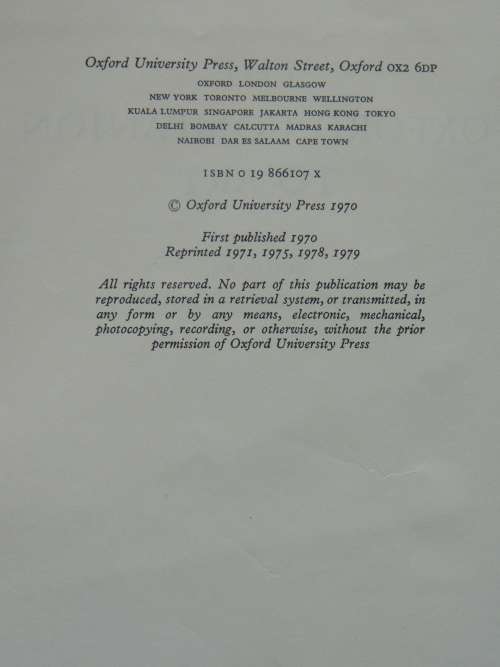 Oxford University Press, Walton Street, Oxford OX2 6DP
OXFORD LONDON GLASGOW
NEW YORK TORONTO MELBOURNE WELLINGTON
KUALA LUMPUR SINGAPORE JAKARTA HONG KONG TOKYO
DELHI BOMBAY CALCUTTA MADRAS KARACHI
NAIROBI DAR ES SALAAM CAPE TOWN
ISBN 0 19 866107 X
© Oxford University Press 1970
First published 1970
Reprinted 1971, 1975, 1978, 1979
All rights reserved. No part of this publication may be
reproduced, stored in a retrieval system, or transmitted, in
any form or by any means, electronic, mechanical,
photocopying, recording, or otherwise, without the prior
permission of Oxford University Press